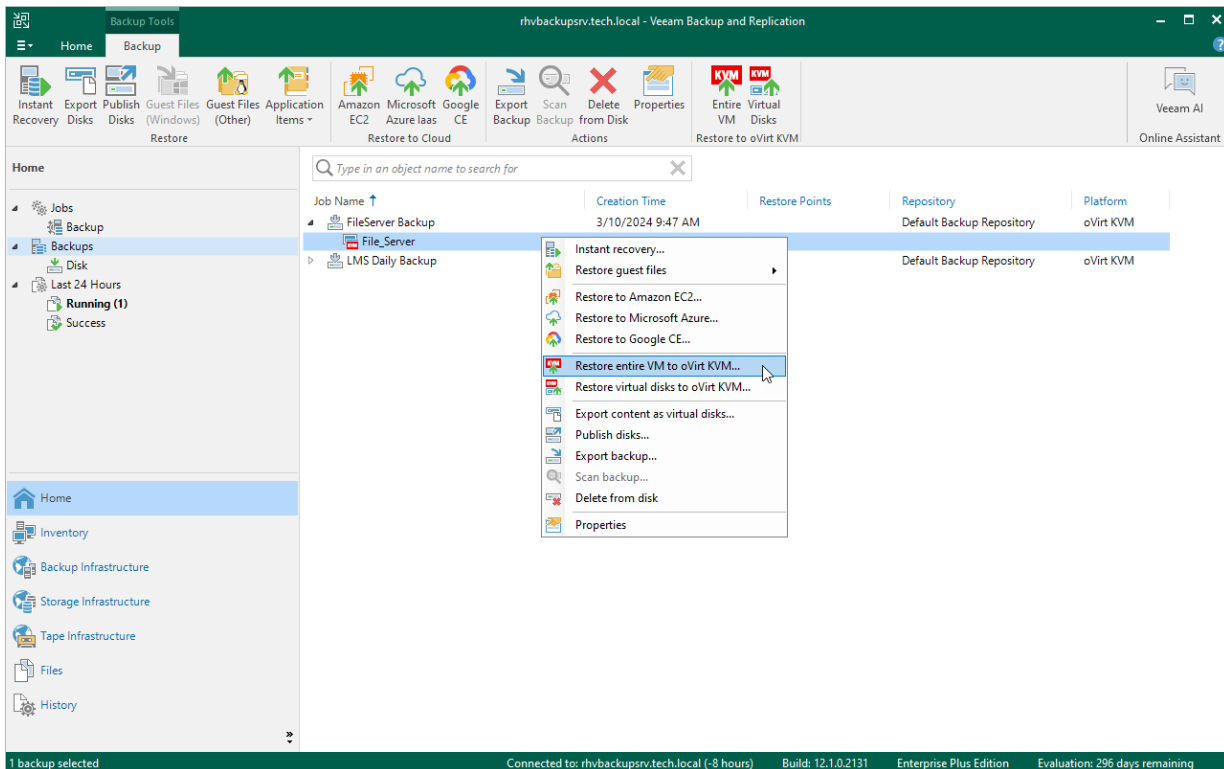 Backup Tools
rhvbackupsrv.tech.local - Veeam Backup and Replication
Home Backup
?
Instant Recovery
Export Disks
Publish Disks
Guest Files (Windows)
Guest Files (Other)
Application Items
Restore
Amazon EC2
Microsoft Azure Iaas
Google CE
Restore to Cloud
Export Backup
Scan Backup
Delete from Disk
Properties
Actions
KVM
Entire VM
KVM
Virtual Disks
Restore to oVirt KVM
Veeam AI
Online Assistant
Home
Jobs
Backup
Backups
Disk
Last 24 Hours
Running (1)
Success
Home
Inventory
Backup Infrastructure
Storage Infrastructure
Tape Infrastructure
Files
History
Type in an object name to search for
Job Name Creation Time Restore Points Repository Platform
FileServer Backup 3/10/2024 9:47 AM Default Backup Repository oVirt KVM
File_Server
LMS Daily Backup Default Backup Repository oVirt KVM
Instant recovery...
Restore guest files
Restore to Amazon EC2...
Restore to Microsoft Azure...
Restore to Google CE...
Restore entire VM to oVirt KVM...
Restore virtual disks to oVirt KVM...
Export content as virtual disks...
Publish disks...
Export backup...
Scan backup...
Delete from disk
Properties
1 backup selected
Connected to: rhvbackupsrv.tech.local (-8 hours) Build: 12.1.0.2131 Enterprise Plus Edition Evaluation: 296 days remaining